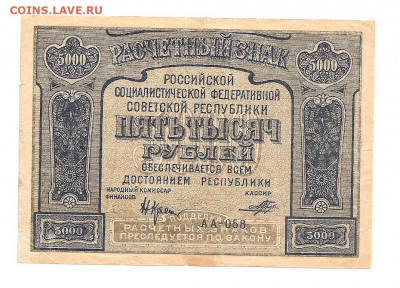 COINS.LAVE.RU
РАСЧЕТНЫЙ ЗНАК
5000 5000
РОССИЙСКОЙ
СОЦИАЛИСТИЧЕСКОЙ ФЕДЕРАТИВНОЙ
СОВЕТСКОЙ РЕСПУБЛИКИ
ПЯТЬ ТЫСЯЧ
РУБЛЕЙ
ОБЕСПЕЧИВАЕТСЯ ВСЕМ
ДОСТОЯНИЕМ РЕСПУБЛИКИ
НАРОДНЫЙ КОМИССАР
ФИНАНСОВ
КАССИР
АА-058
5000 5000
РАСЧЕТНЫХ ЗНАКОВ
ПРЕСЛЕДУЕТСЯ ПО ЗАКОНУ